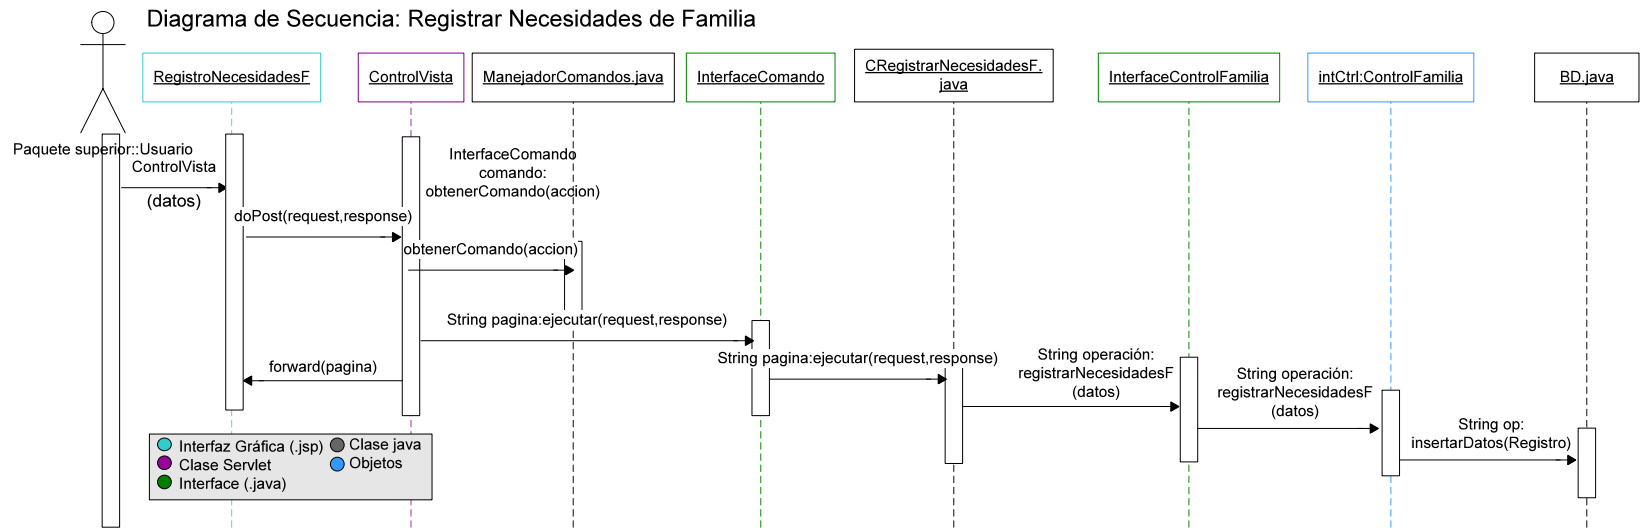 Diagrama de Secuencia: Registrar Necesidades de Familia
RegistroNecesidadesF
ControlVista
ManejadorComandos.java
InterfaceComando
CRegistrarNecesidadesF.
java
InterfaceControlFamilia
intCtrl:ControlFamilia
BD.java
Paquete superior::Usuario
ControlVista
(datos)
InterfaceComando
comando:
obtenerComando(accion)
doPost(request,response)
obtenerComando(accion)
String pagina:ejecutar(request,response)
forward(pagina)
String pagina:ejecutar(request,response)
String operación:
registrarNecesidadesF
(datos)
String operación:
registrarNecesidadesF
(datos)
String op:
insertarDatos(Registro)
Interfaz Gráfica (.jsp)
Clase Servlet
Interface (.java)
Clase java
Objetos